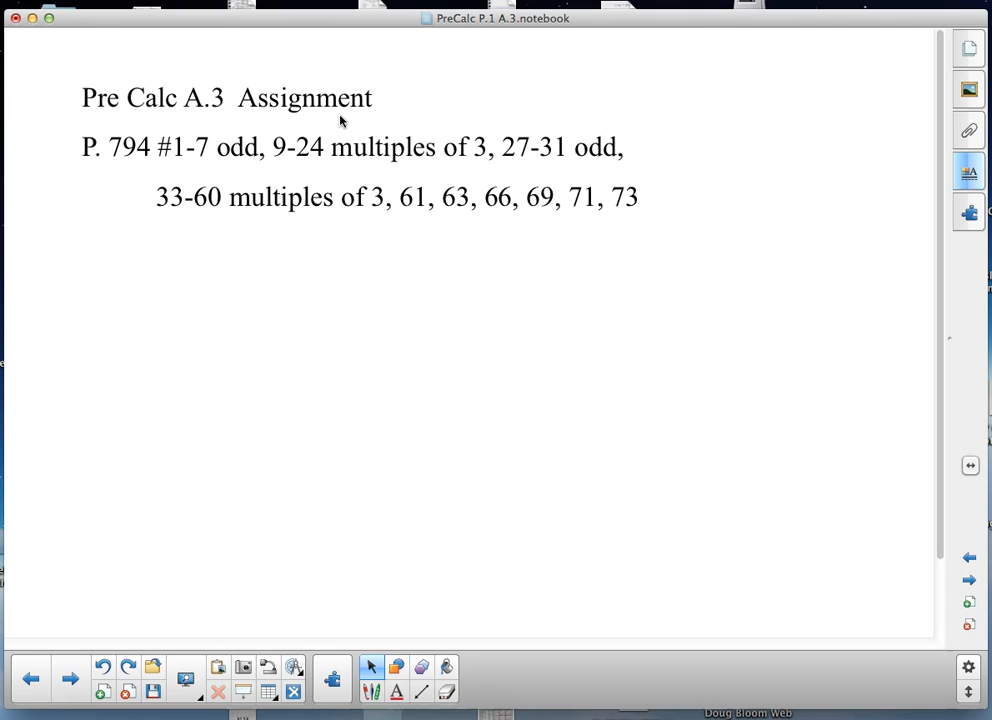 PreCalc P.1 A.3.notebook
Pre Calc A.3 Assignment
P. 794 #1-7 odd, 9-24 multiples of 3, 27-31 odd,
33-60 multiples of 3, 61, 63, 66, 69, 71, 73
Doug Bloom Web